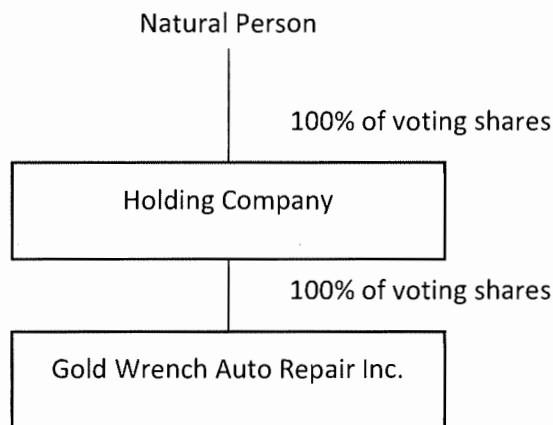 Natural Person
100% of voting shares
Holding Company
100% of voting shares
Gold Wrench Auto Repair Inc.